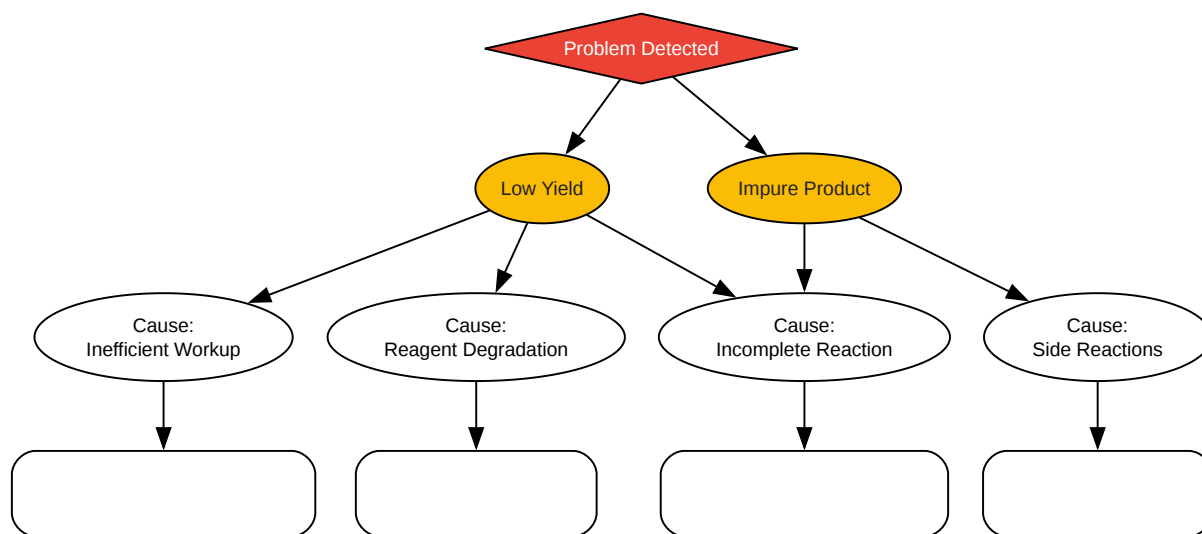 Problem Detected
Low Yield
Impure Product
Cause:
Inefficient Workup
Cause:
Reagent Degradation
Cause:
Incomplete Reaction
Cause:
Side Reactions